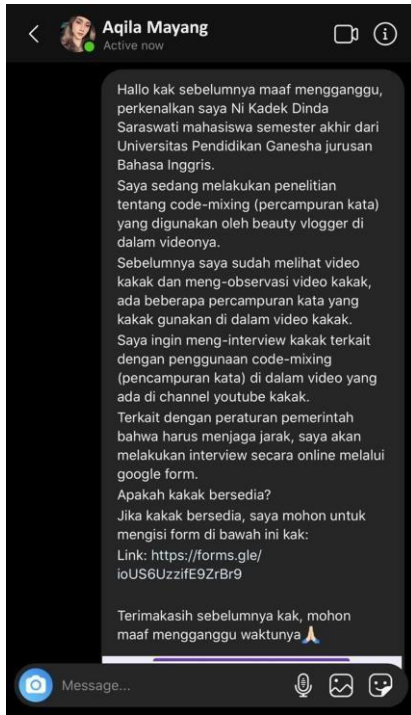 Aqila Mayang
Active now
Hallo kak sebelumnya maaf mengganggu,
perkenalkan saya Ni Kadek Dinda
Saraswati mahasiswa semester akhir dari
Universitas Pendidikan Ganesha jurusan
Bahasa Inggris.
Saya sedang melakukan penelitian
tentang code-mixing (percampuran kata)
yang digunakan oleh beauty vlogger di
dalam videonya.
Sebelumnya saya sudah melihat video
kakak dan meng-observasi video kakak,
ada beberapa percampuran kata yang
kakak gunakan di dalam video kakak.
Saya ingin meng-interview kakak terkait
dengan penggunaan code-mixing
(pencampuran kata) di dalam video yang
ada di channel youtube kakak.
Terkait dengan peraturan pemerintah
bahwa harus menjaga jarak, saya akan
melakukan interview secara online melalui
google form.
Apakah kakak bersedia?
Jika kakak bersedia, saya mohon untuk
mengisi form di bawah ini kak:
Link: https://forms.gle/
ioUS6UzzifE9ZrBr9
Terimakasih sebelumnya kak, mohon
maaf mengganggu waktunya🙏🏻
Message...